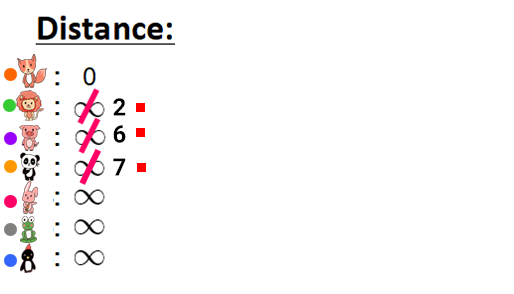 Distance:
: 0
: ∞ 2
: ∞ 6
: ∞ 7
: ∞
: ∞
: ∞